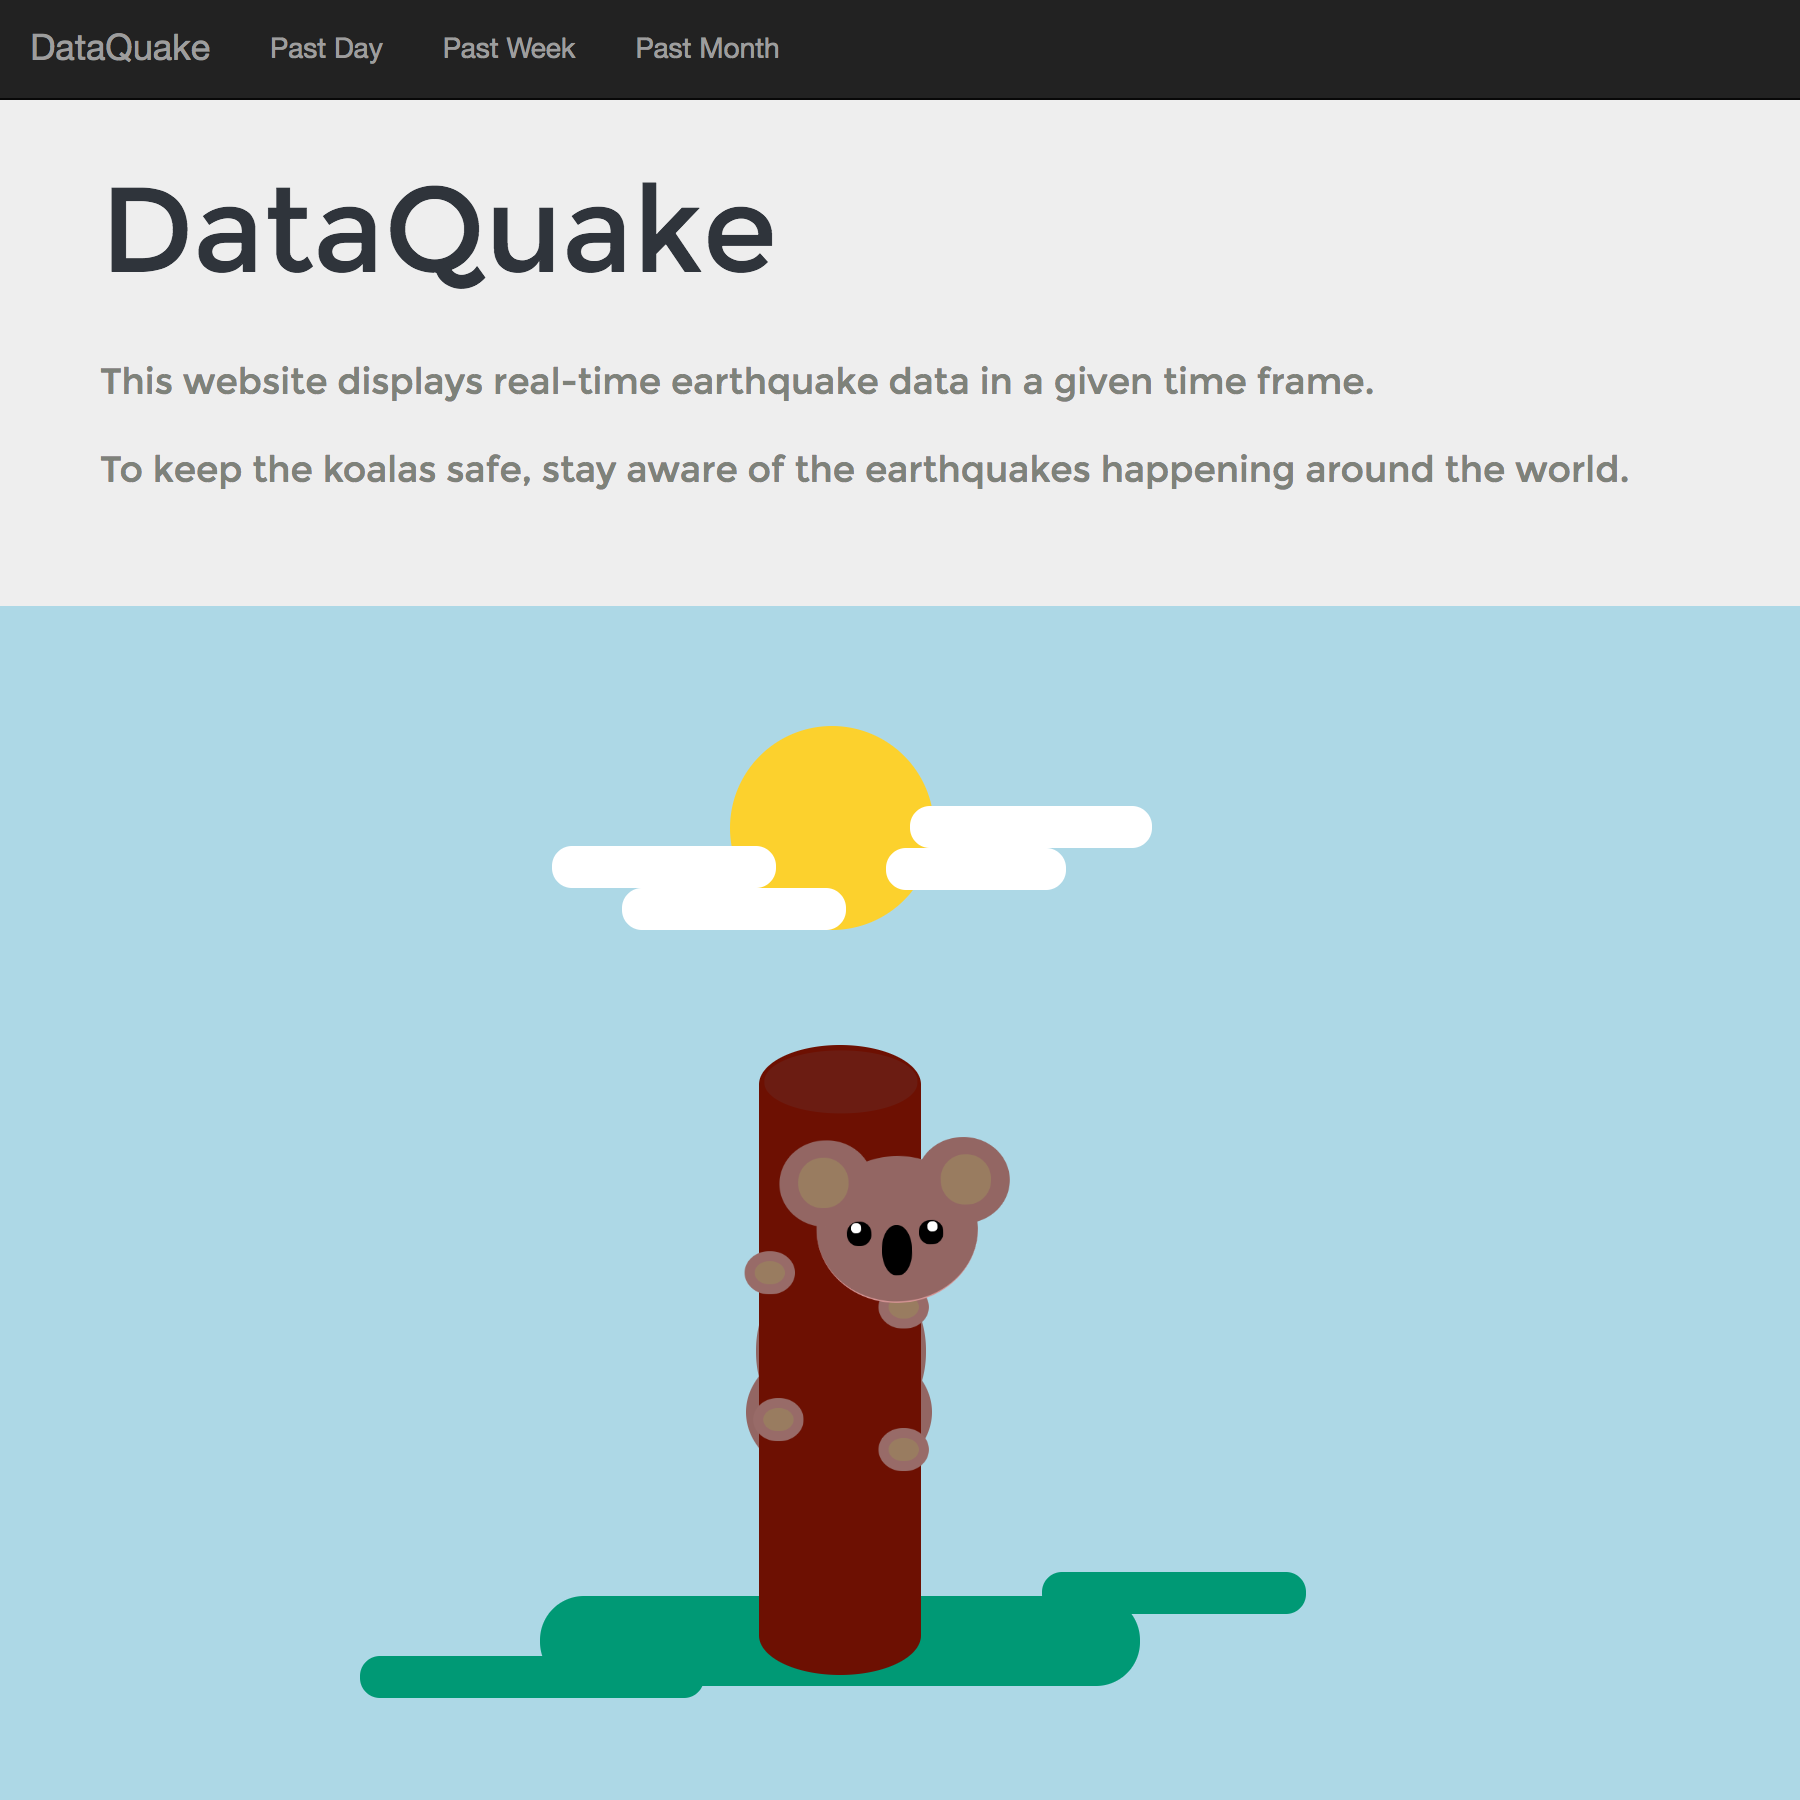 DataQuake Past Day Past Week Past Month
DataQuake
This website displays real-time earthquake data in a given time frame.
To keep the koalas safe, stay aware of the earthquakes happening around the world.